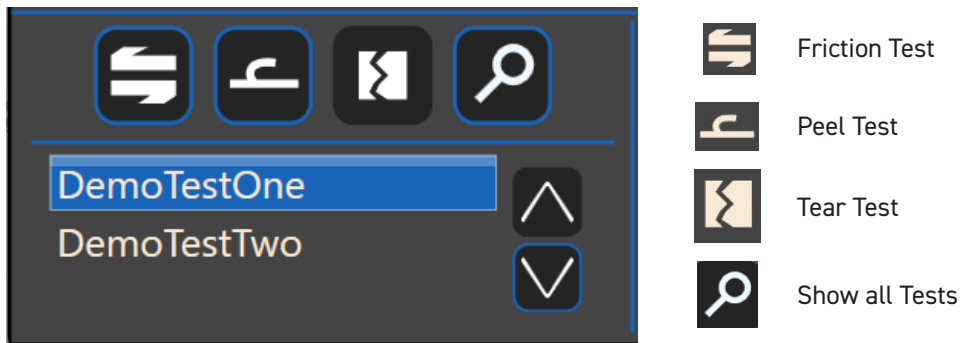 DemoTestOne
DemoTestTwo
Friction Test
Peel Test
Tear Test
Show all Tests